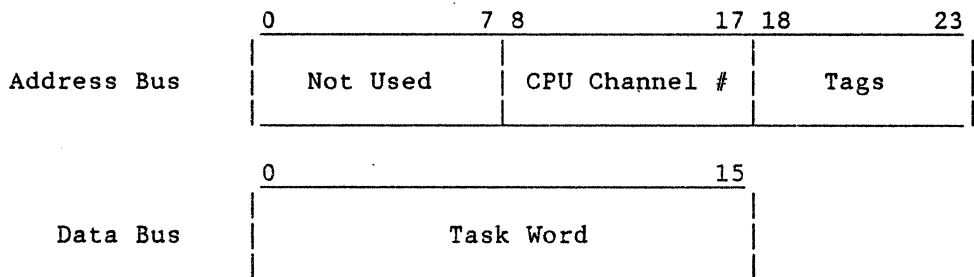 0 7 8 17 18 23
Address Bus Not Used CPU Channel # Tags
0 15
Data Bus Task Word